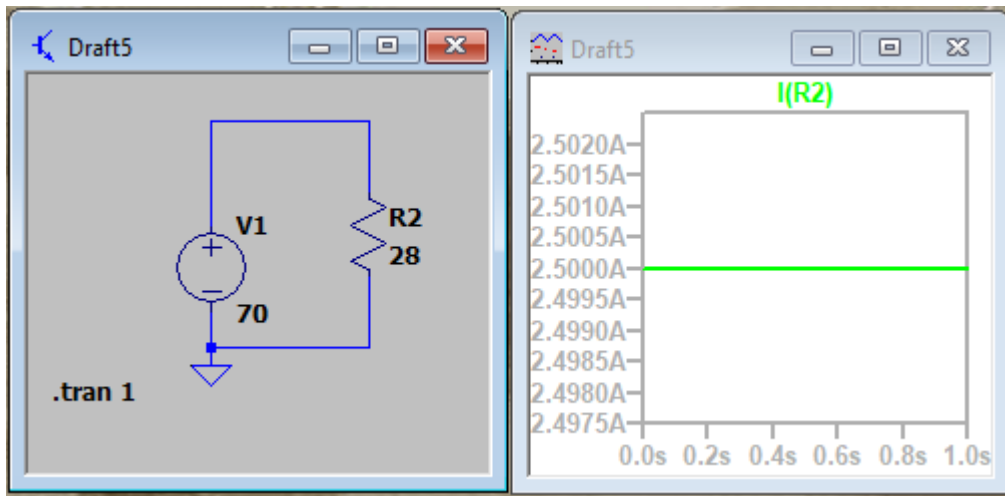 Draft5
V1
70
R2
28
.tran 1
Draft5
I(R2)
2.5020A
2.5015A
2.5010A
2.5005A
2.5000A
2.4995A
2.4990A
2.4985A
2.4980A
2.4975A
0.0s 0.2s 0.4s 0.6s 0.8s 1.0s